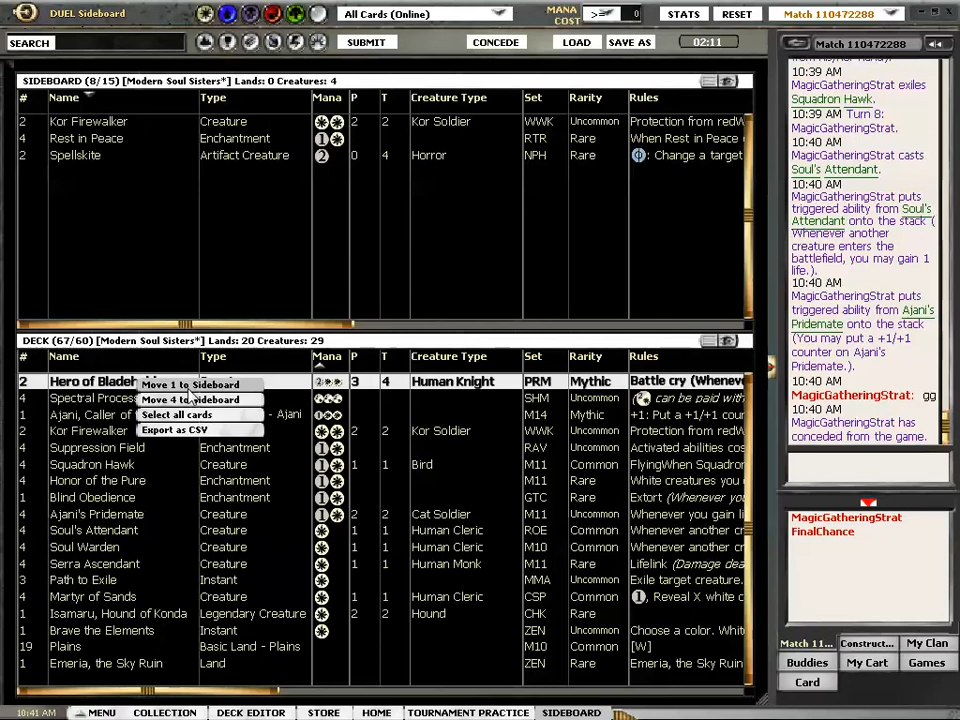 DUEL Sideboard
All Cards (Online)
MANA COST
0
STATS
RESET
Match 110472288
SEARCH
SUBMIT
CONCEDE
LOAD
SAVE AS
02:11
Match 110472288
SIDEBOARD (8/15) [Modern Soul Sisters*] Lands: 0 Creatures: 4
# Name Type Mana P T Creature Type Set Rarity Rules
2 Kor Firewalker Creature 2 2 Kor Soldier WWK Uncommon Protection from redW
4 Rest in Peace Enchantment 1 RTR Rare When Rest in Peace
2 Spellskite Artifact Creature 2 0 4 Horror NPH Rare : Change a target
DECK (67/60) [Modern Soul Sisters*] Lands: 20 Creatures: 29
# Name Type Mana P T Creature Type Set Rarity Rules
2 Hero of Bladeh 2 3 4 Human Knight PRM Mythic Battle cry (Whenev
4 Spectral Proces SHM Uncommon can be paid with
1 Ajani, Caller of - Ajani 1 M14 Mythic +1: Put a +1/+1 count
2 Kor Firewalker 2 2 Kor Soldier WWK Uncommon Protection from redW
4 Suppression Field Enchantment 1 RAV Uncommon Activated abilities cos
4 Squadron Hawk Creature 1 1 1 Bird M11 Common FlyingWhen Squadron
4 Honor of the Pure Enchantment 1 M11 Rare White creatures you
1 Blind Obedience Enchantment 1 GTC Rare Extort (Whenever you
4 Ajani's Pridemate Creature 1 2 2 Cat Soldier M11 Uncommon Whenever you gain li
4 Soul's Attendant Creature 1 1 Human Cleric ROE Common Whenever another cr
4 Soul Warden Creature 1 1 Human Cleric M10 Common Whenever another cr
4 Serra Ascendant Creature 1 1 Human Monk M11 Rare Lifelink (Damage dea
3 Path to Exile Instant MMA Uncommon Exile target creature.
4 Martyr of Sands Creature 1 1 Human Cleric CSP Common 1, Reveal X white c
1 Isamaru, Hound of Konda Legendary Creature 2 2 Hound CHK Rare
1 Brave the Elements Instant ZEN Uncommon Choose a color. Whit
19 Plains Basic Land - Plains M10 Common [W]
1 Emeria, the Sky Ruin Land ZEN Rare Emeria, the Sky Ruin
Move 1 to Sideboard
Move 4 to Sideboard
Select all cards
Export as CSV
10:39 AM
MagicGatheringStrat exiles
Squadron Hawk.
10:39 AM Turn 8:
MagicGatheringStrat.
10:40 AM
MagicGatheringStrat casts
Soul's Attendant.
10:40 AM
MagicGatheringStrat puts
triggered ability from Soul's
Attendant onto the stack (
Whenever another
creature enters the
battlefield, you may gain 1
life.).
10:40 AM
MagicGatheringStrat puts
triggered ability from Ajani's
Pridemate onto the stack
(You may put a +1/+1
counter on Ajani's
Pridemate.).
10:40 AM
MagicGatheringStrat: gg
10:40 AM
MagicGatheringStrat has
conceded from the game.
MagicGatheringStrat
FinalChance
Match 11...
Construct...
My Clan
Buddies
My Cart
Games
Card
10:41 AM
MENU
COLLECTION
DECK EDITOR
STORE
HOME
TOURNAMENT PRACTICE
SIDEBOARD